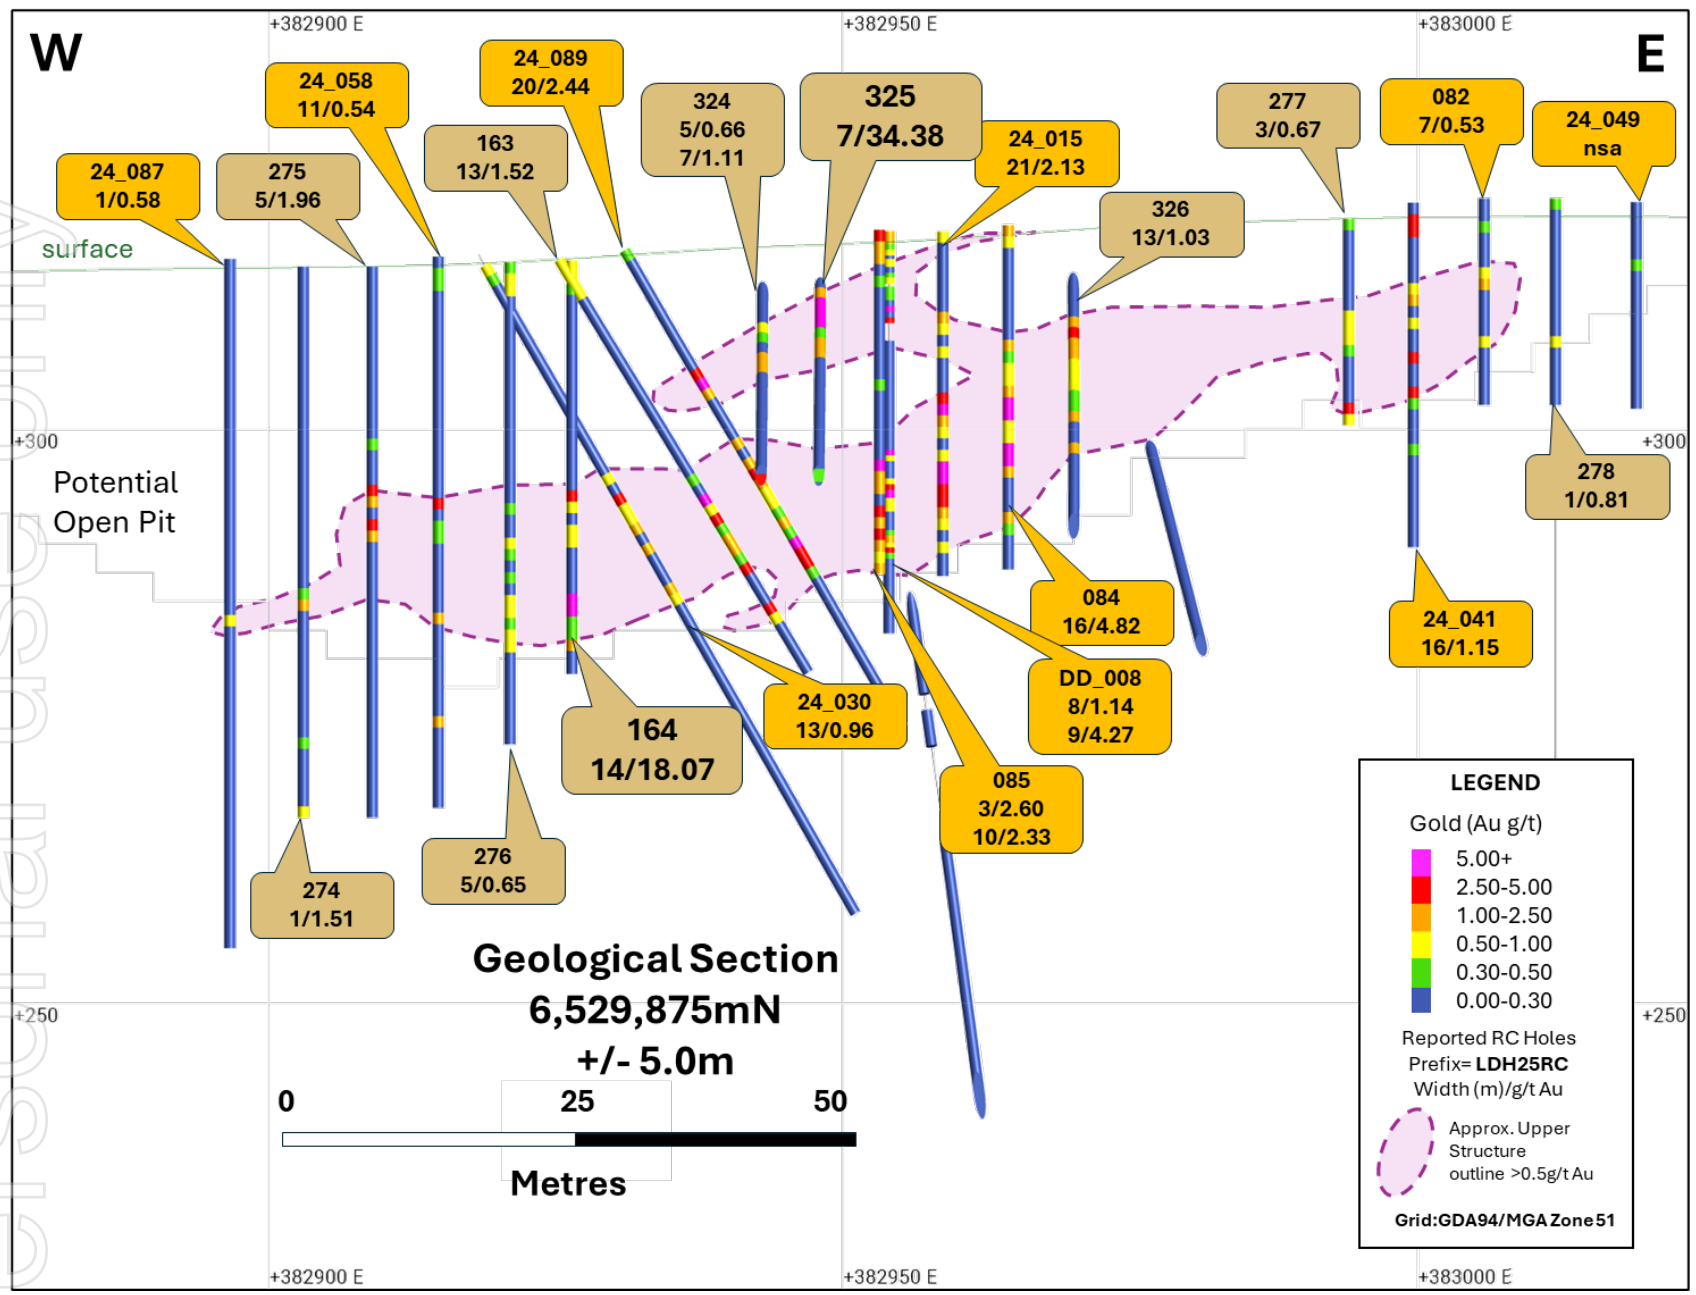 +382900 E
+382950 E
+383000 E
W
E
24_087
1/0.58
275
5/1.96
24_058
11/0.54
163
13/1.52
24_089
20/2.44
324
5/0.66
7/1.11
325
7/34.38
24_015
21/2.13
326
13/1.03
277
3/0.67
082
7/0.53
24_049
nsa
surface
+300
+300
Potential
Open Pit
278
1/0.81
084
16/4.82
24_041
16/1.15
DD_008
8/1.14
9/4.27
24_030
13/0.96
164
14/18.07
085
3/2.60
10/2.33
276
5/0.65
274
1/1.51
Geological Section
6,529,875mN
+/- 5.0m
0
25
50
Metres
+250
+250
LEGEND
Gold (Au g/t)
5.00+
2.50-5.00
1.00-2.50
0.50-1.00
0.30-0.50
0.00-0.30
Reported RC Holes
Prefix= LDH25RC
Width (m)/g/t Au
Approx. Upper
Structure
outline >0.5g/t Au
Grid:GDA94/MGA Zone 51
+382900 E
+382950 E
+383000 E